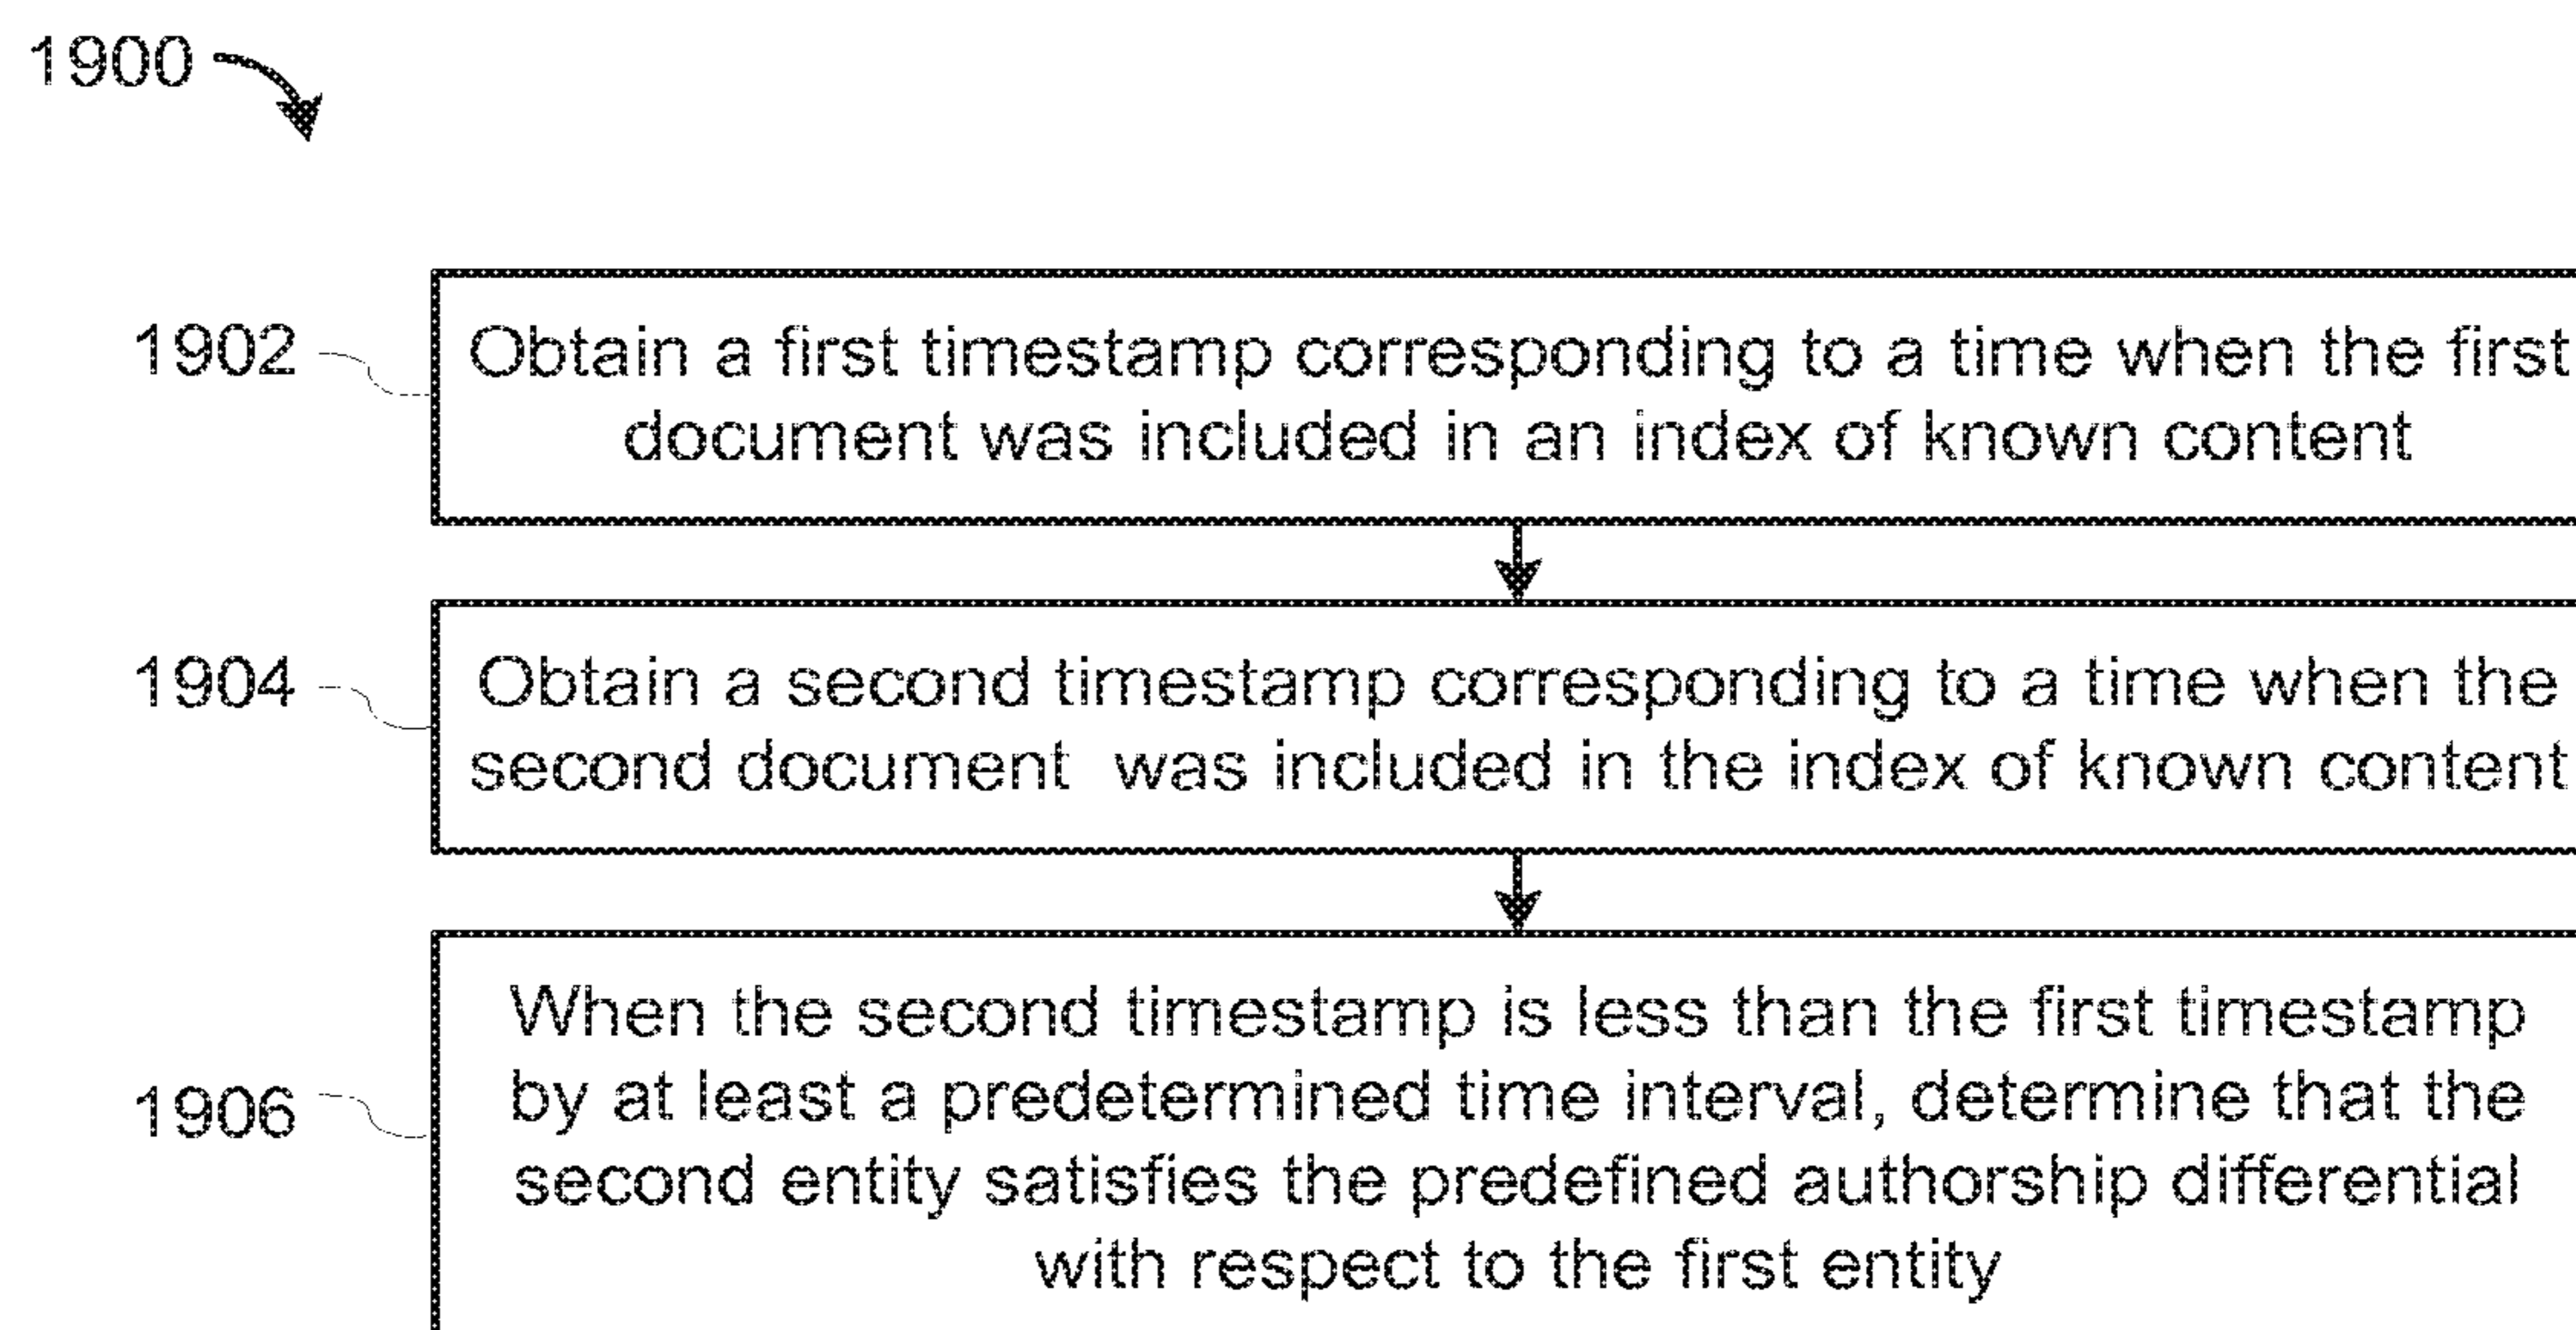 1900
1902
Obtain a first timestamp corresponding to a time when the first
document was included in an index of known content
1904
Obtain a second timestamp corresponding to a time when the
second document was included in the index of known content
1906
When the second timestamp is less than the first timestamp
by at least a predetermined time interval, determine that the
second entity satisfies the predefined authorship differential
with respect to the first entity